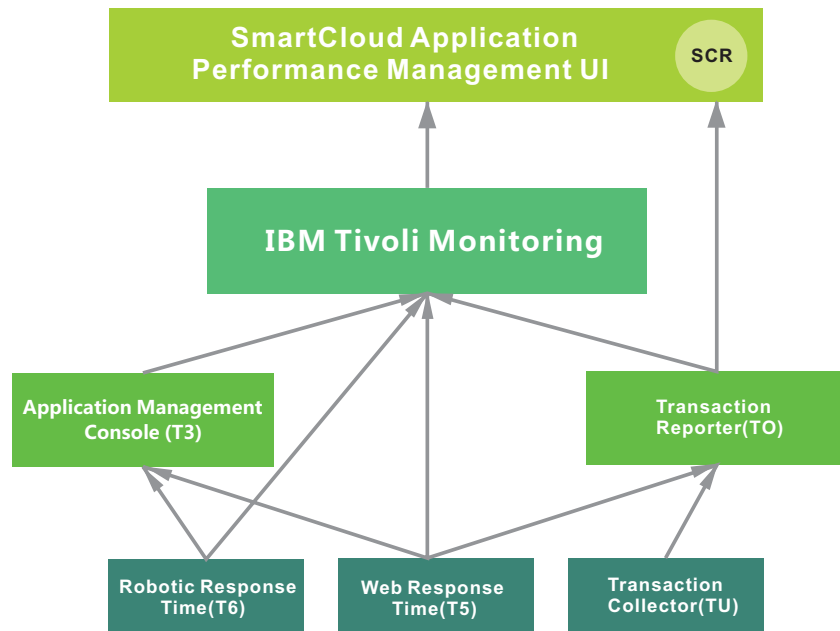 SmartCloud Application
Performance Management UI
SCR
IBM Tivoli Monitoring
Application Management
Console (T3)
Transaction
Reporter(TO)
Robotic Response
Time(T6)
Web Response
Time(T5)
Transaction
Collector(TU)